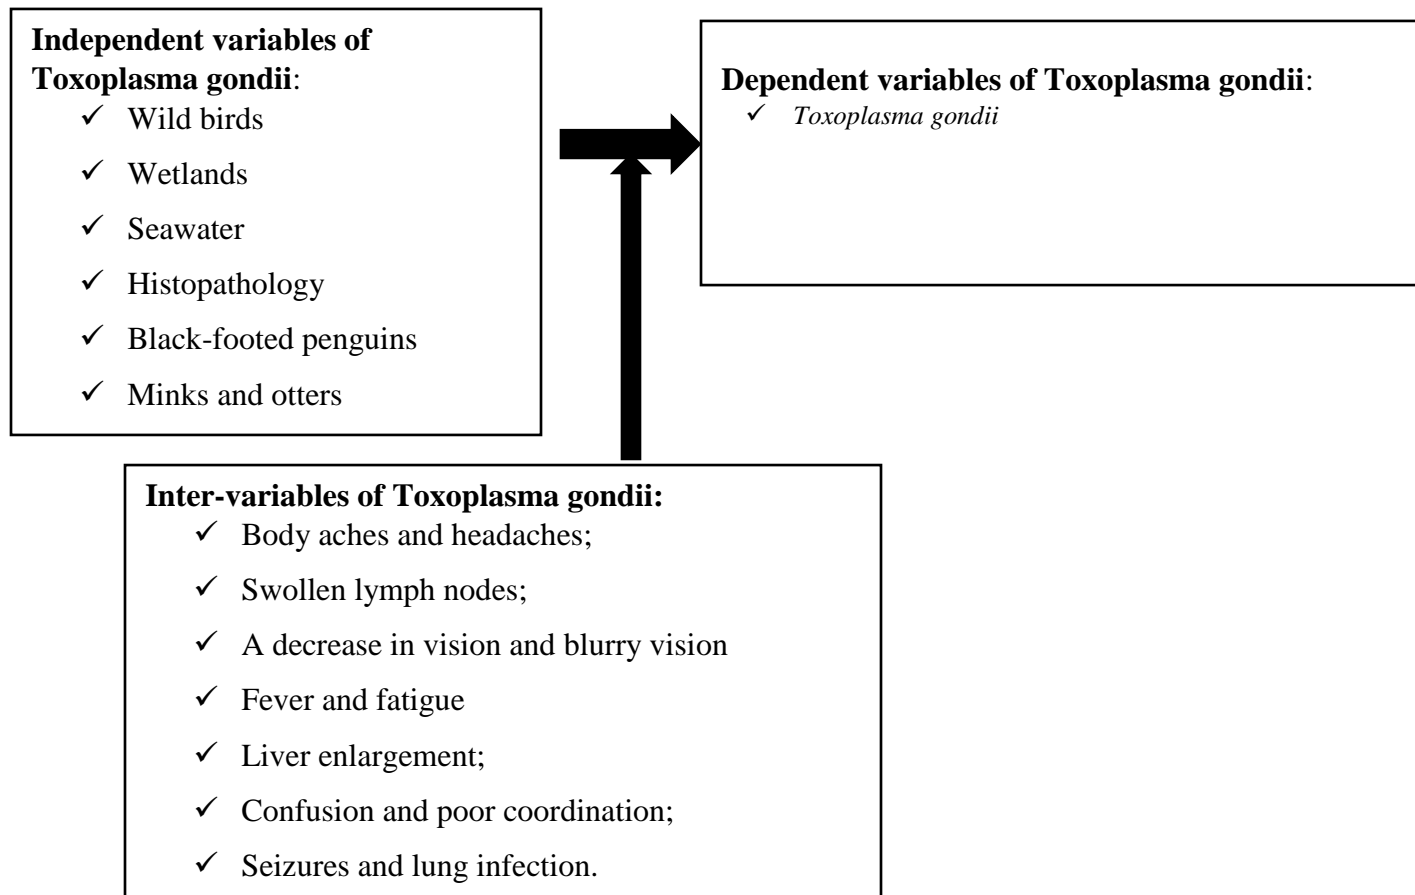 Independent variables of
Toxoplasma gondii:
✓ Wild birds
✓ Wetlands
✓ Seawater
✓ Histopathology
✓ Black-footed penguins
✓ Minks and otters
Dependent variables of Toxoplasma gondii:
✓ Toxoplasma gondii
Inter-variables of Toxoplasma gondii:
✓ Body aches and headaches;
✓ Swollen lymph nodes;
✓ A decrease in vision and blurry vision
✓ Fever and fatigue
✓ Liver enlargement;
✓ Confusion and poor coordination;
✓ Seizures and lung infection.